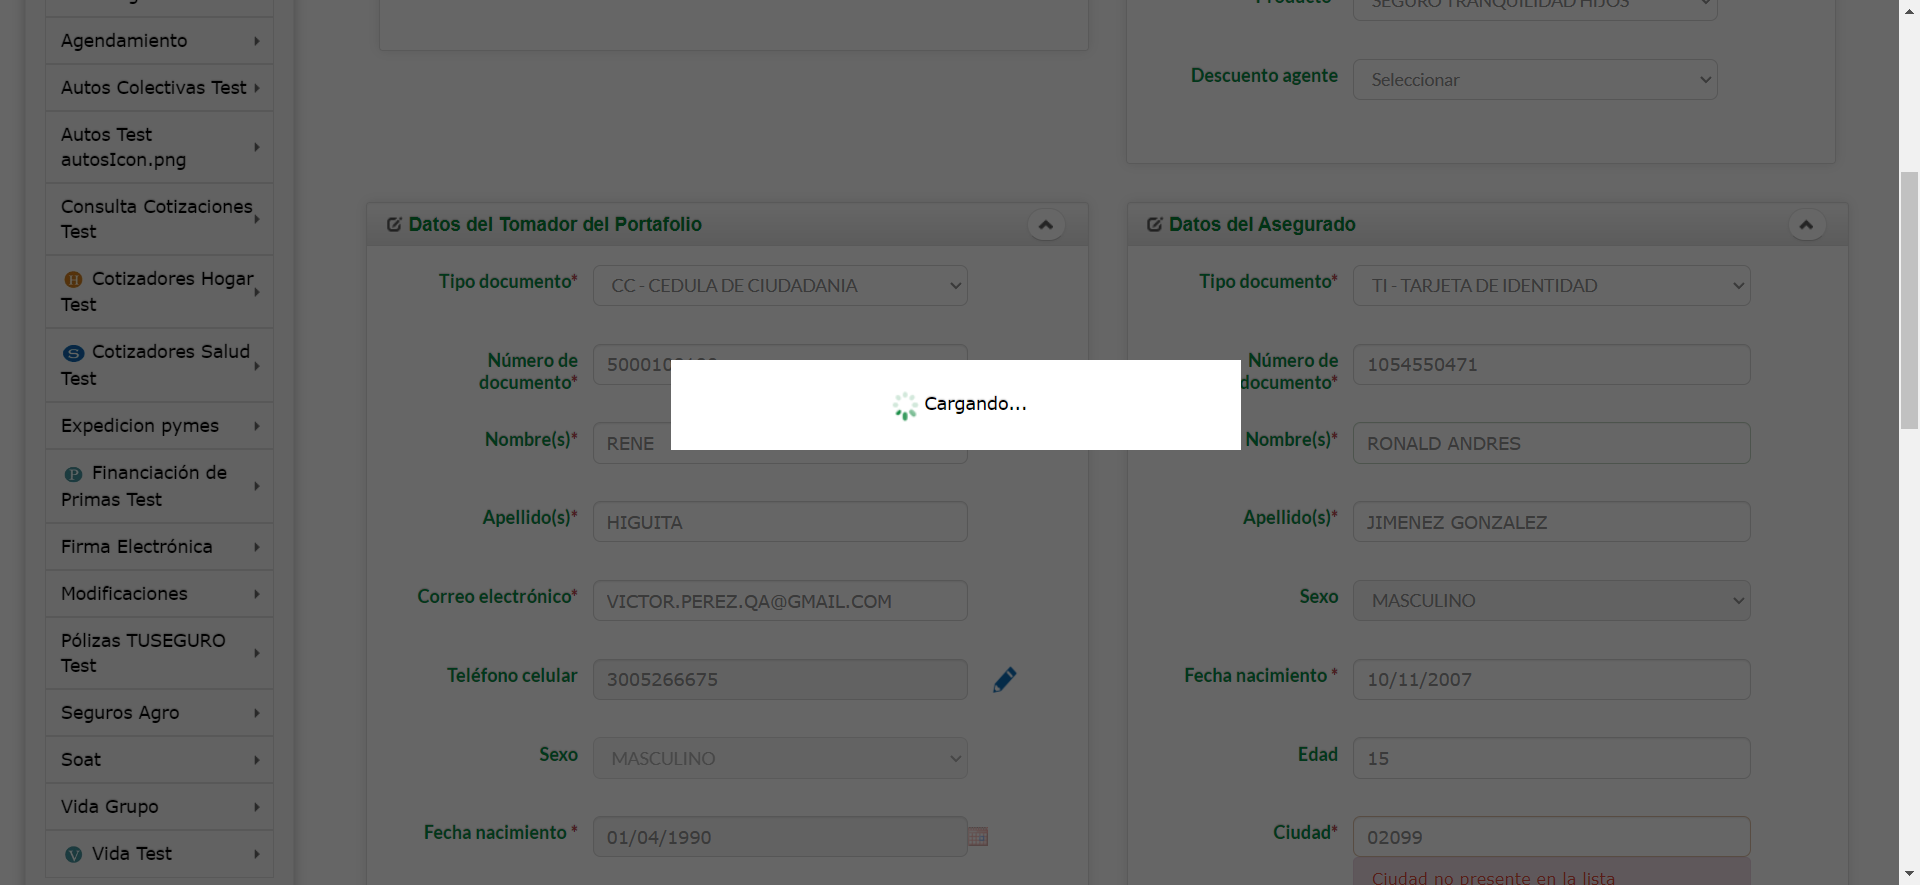 Agendamiento
Autos Colectivas Test
Autos Test
autosIcon.png
Consulta Cotizaciones
Test
H Cotizadores Hogar
Test
S Cotizadores Salud
Test
Expedicion pymes
P Financiación de
Primas Test
Firma Electrónica
Modificaciones
Pólizas TUSEGURO
Test
Seguros Agro
Soat
Vida Grupo
V Vida Test
Producto
SEGURO TRANQUILIDAD HIJOS
Descuento agente
Seleccionar
Datos del Tomador del Portafolio
Tipo documento*
CC - CEDULA DE CIUDADANIA
Número de
documento*
Nombre(s)*
RENE
Apellido(s)*
HIGUITA
Correo electrónico*
VICTOR.PEREZ.QA@GMAIL.COM
Teléfono celular
3005266675
Sexo
MASCULINO
Fecha nacimiento *
01/04/1990
Cargando...
Datos del Asegurado
Tipo documento*
TI - TARJETA DE IDENTIDAD
Número de
documento*
1054550471
Nombre(s)*
RONALD ANDRES
Apellido(s)*
JIMENEZ GONZALEZ
Sexo
MASCULINO
Fecha nacimiento *
10/11/2007
Edad
15
Ciudad*
02099
Ciudad no presente en la lista